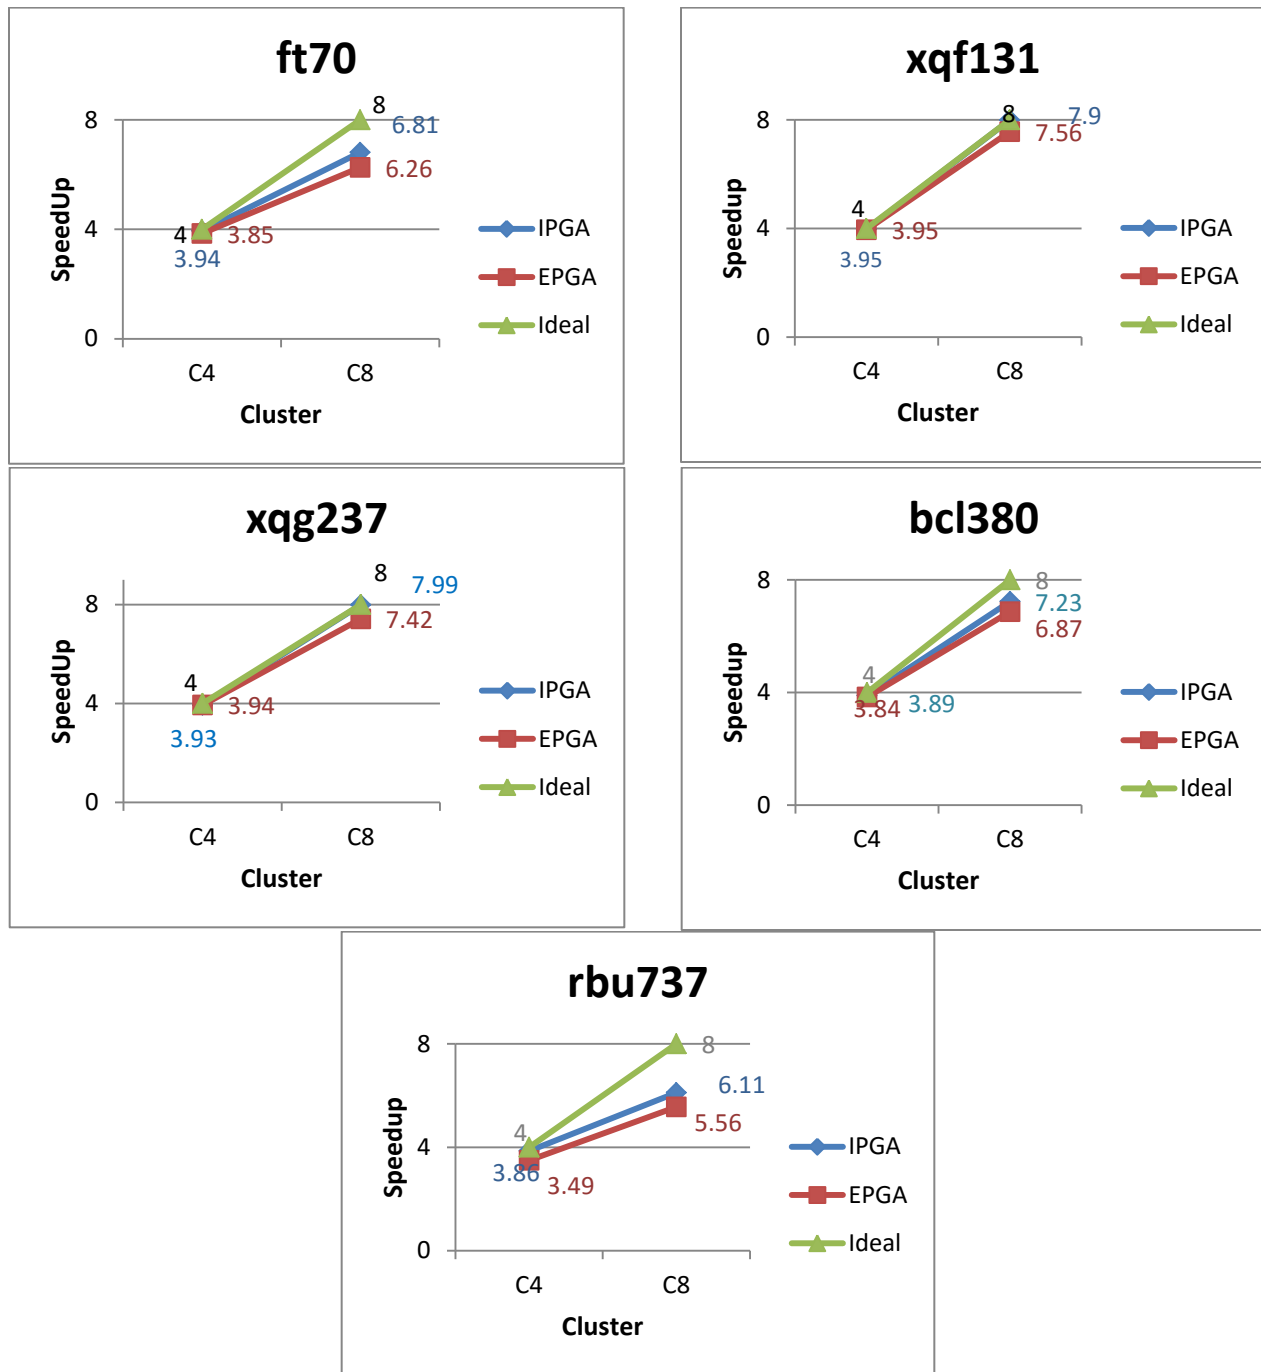 ft70
8
6.81
8
6.26
SpeedUp
4
4
3.85
3.94
IPGA
EPGA
Ideal
0
C4
C8
Cluster
xqf131
8
8
7.9
7.56
Speedup
4
4
3.95
3.95
IPGA
EPGA
Ideal
0
C4
C8
Cluster
xqg237
8
7.99
8
7.42
SpeedUp
4
4
3.94
3.93
IPGA
EPGA
Ideal
0
C4
C8
Cluster
bcl380
8
8
7.23
6.87
Speedup
4
4
3.84
3.89
IPGA
EPGA
Ideal
0
C4
C8
Cluster
rbu737
8
8
6.11
5.56
Speedup
4
4
3.86
3.49
IPGA
EPGA
Ideal
0
C4
C8
Cluster